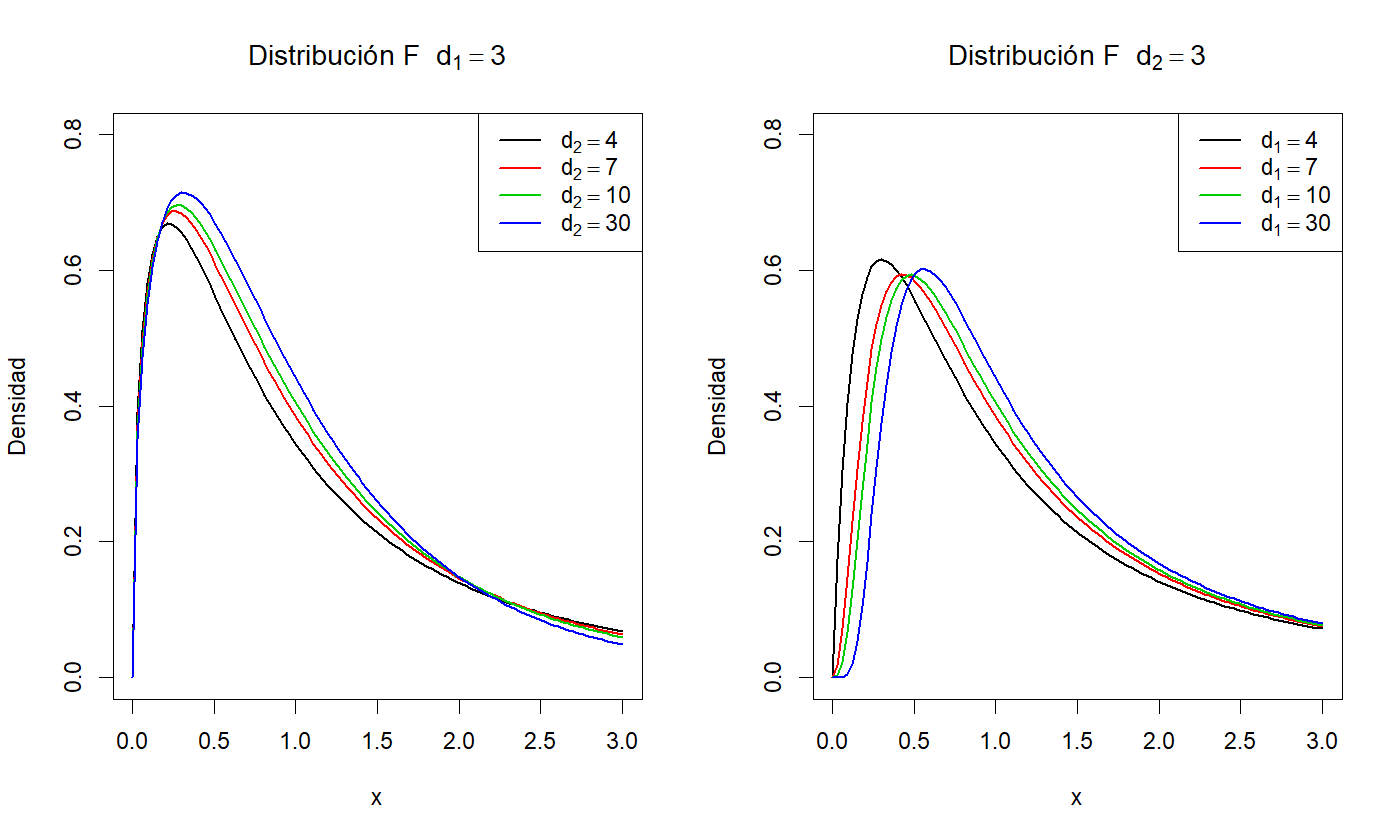 Distribución F d₁ = 3
0.8
0.6
0.4
0.2
0.0
Densidad
d₂ = 4
d₂ = 7
d₂ = 10
d₂ = 30
0.0 0.5 1.0 1.5 2.0 2.5 3.0
x
Distribución F d₂ = 3
0.8
0.6
0.4
0.2
0.0
Densidad
d₁ = 4
d₁ = 7
d₁ = 10
d₁ = 30
0.0 0.5 1.0 1.5 2.0 2.5 3.0
x